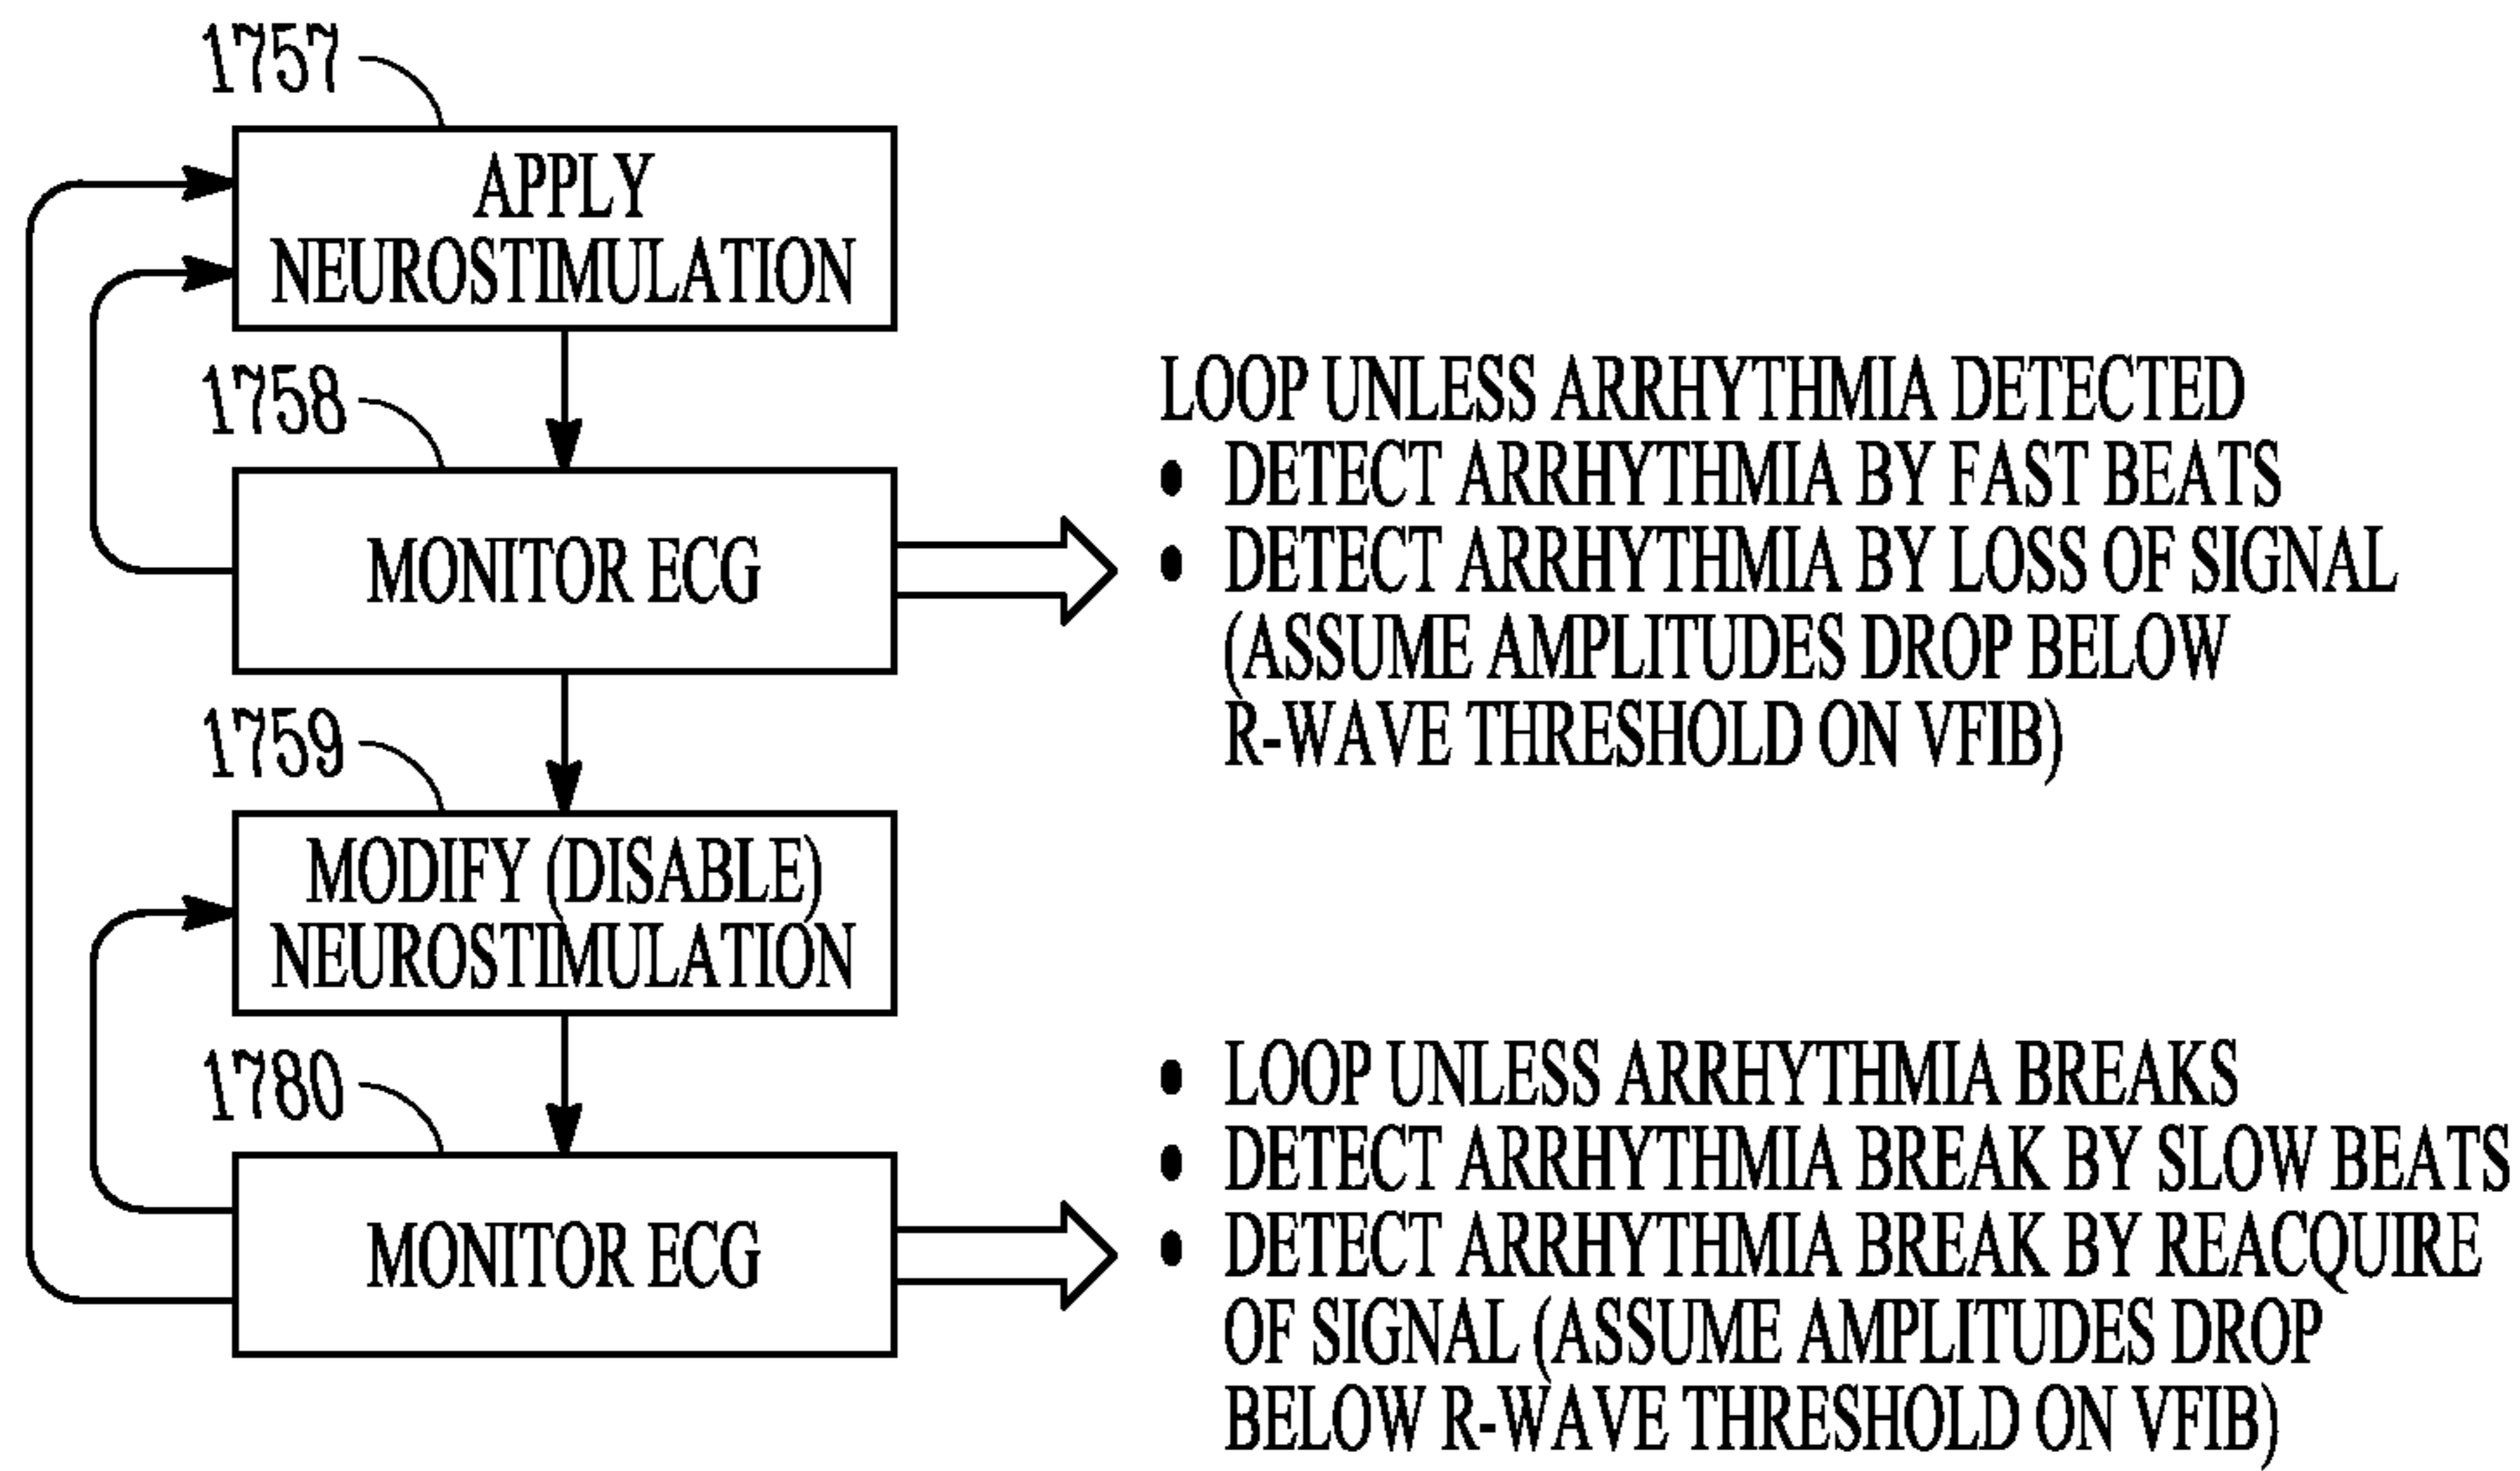 1757
APPLY
NEUROSTIMULATION
1758
MONITOR ECG
LOOP UNLESS ARRHYTHMIA DETECTED
• DETECT ARRHYTHMIA BY FAST BEATS
• DETECT ARRHYTHMIA BY LOSS OF SIGNAL
(ASSUME AMPLITUDES DROP BELOW
R-WAVE THRESHOLD ON VFIB)
1759
MODIFY (DISABLE)
NEUROSTIMULATION
1780
MONITOR ECG
• LOOP UNLESS ARRHYTHMIA BREAKS
• DETECT ARRHYTHMIA BREAK BY SLOW BEATS
• DETECT ARRHYTHMIA BREAK BY REACQUIRE
OF SIGNAL (ASSUME AMPLITUDES DROP
BELOW R-WAVE THRESHOLD ON VFIB)